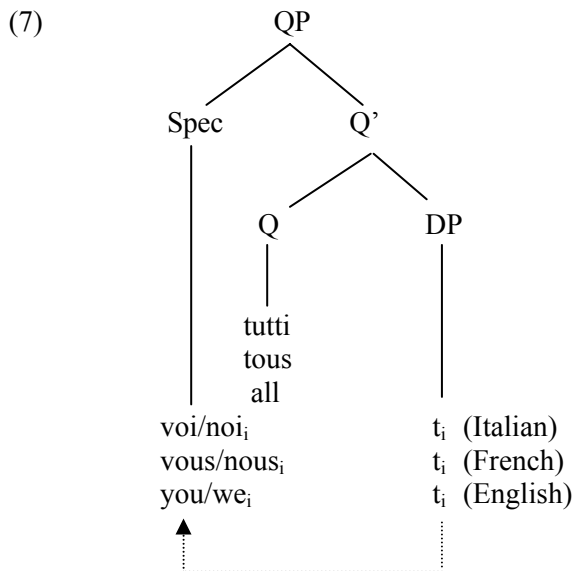 (7) QP
Spec Q’
Q DP
tutti
tous
all
voi/noiᵢ tᵢ (Italian)
vous/nousᵢ tᵢ (French)
you/weᵢ tᵢ (English)